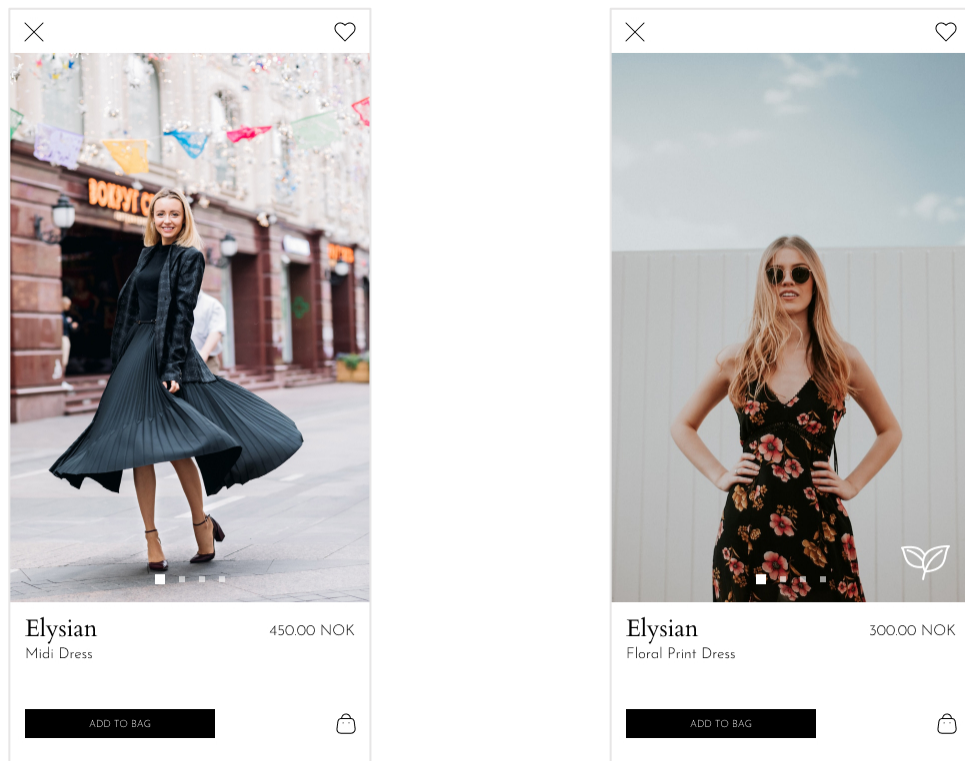 ВОКРУГ С
Elysian
450.00 NOK
Midi Dress
ADD TO BAG
Elysian
300.00 NOK
Floral Print Dress
ADD TO BAG